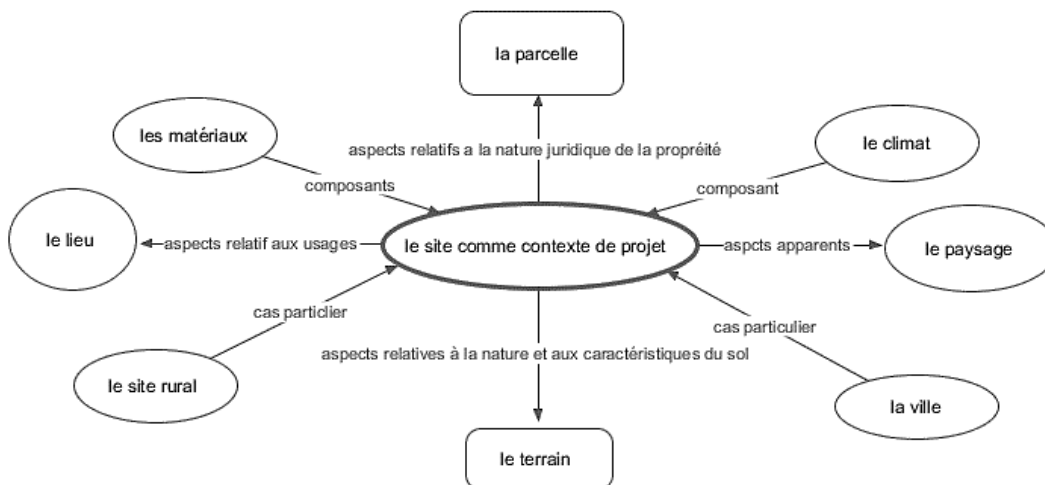 la parcelle
les matériaux
le climat
aspects relatifs a la nature juridique de la propréité
composants
composant
le lieu
aspects relatif aux usages
le site comme contexte de projet
aspcts apparents
le paysage
cas particlier
cas particulier
aspects relatives à la nature et aux caractéristiques du sol
le site rural
la ville
le terrain